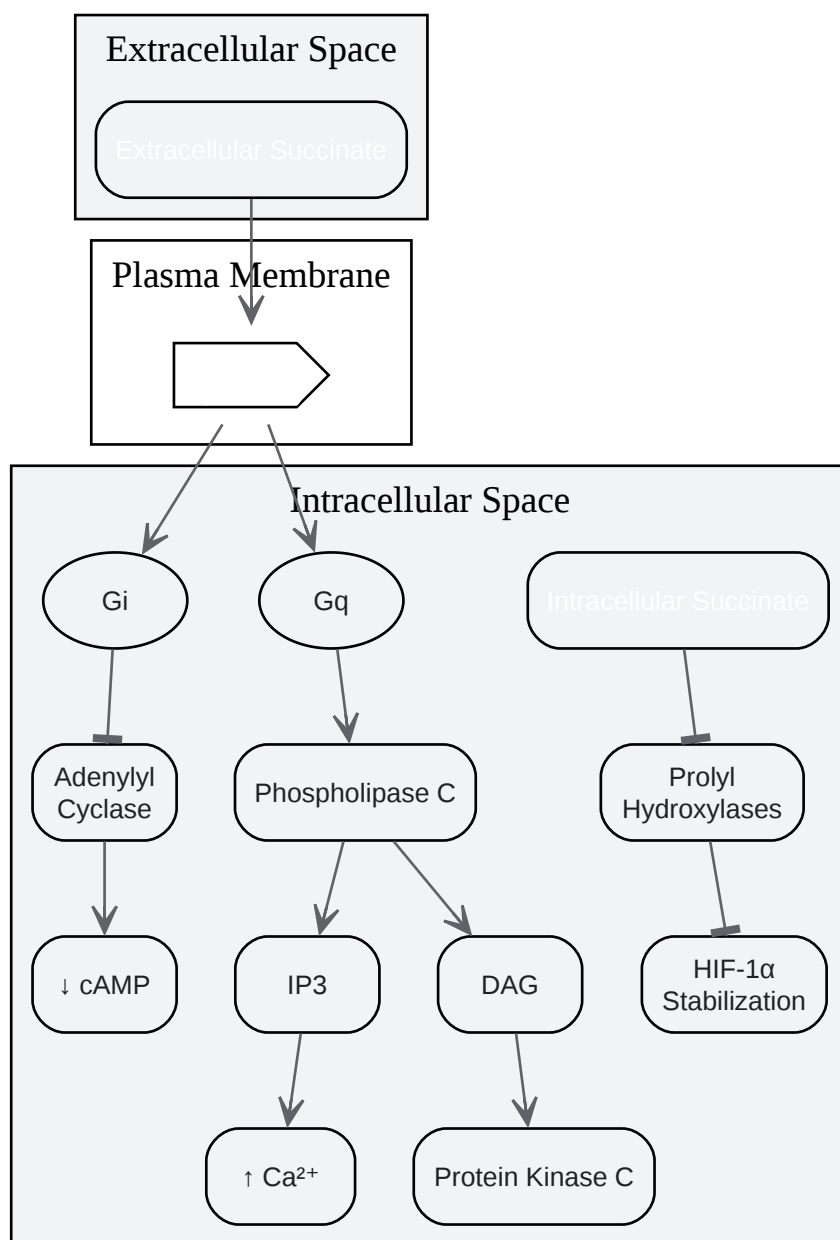 Extracellular Space
Extracellular Succinate
Plasma Membrane
Intracellular Space
Gi
Gq
Intracellular Succinate
Adenylyl
Cyclase
Phospholipase C
Prolyl
Hydroxylases
↓ cAMP
IP3
DAG
HIF-1α
Stabilization
↑ Ca²⁺
Protein Kinase C